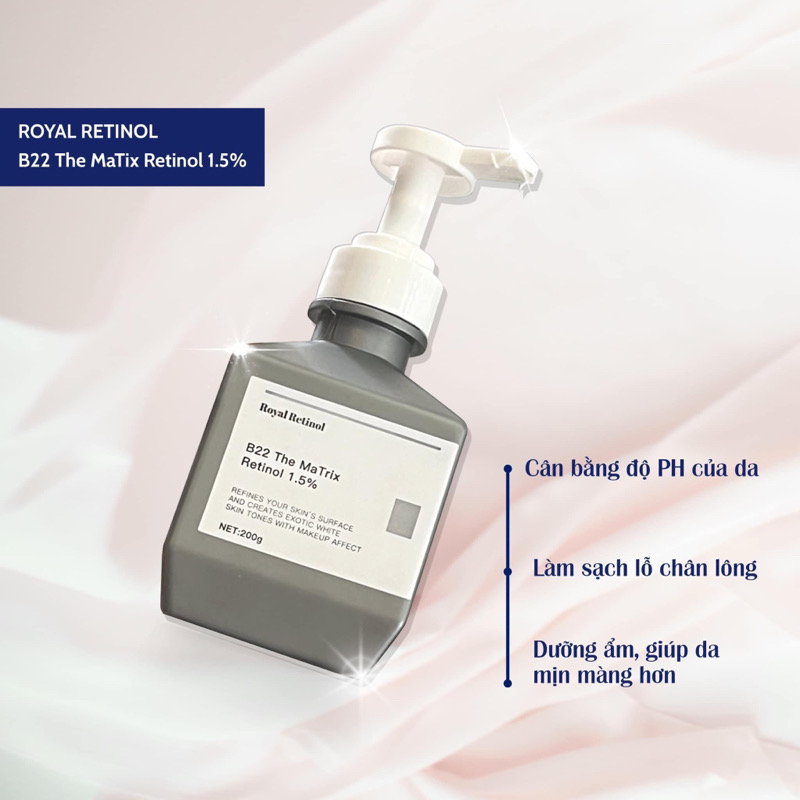 ROYAL RETINOL
B22 The MaTix Retinol 1.5%
Royal Retinol
B22 The MaTrix
Retinol 1.5%
REFINES YOUR SKIN'S SURFACE
AND CREATES EXOTIC WHITE
SKIN TONES WITH MAKEUP AFFECT
NET:200g
Cân bằng độ PH của da
Làm sạch lỗ chân lông
Dưỡng ẩm, giúp da
mịn màng hơn